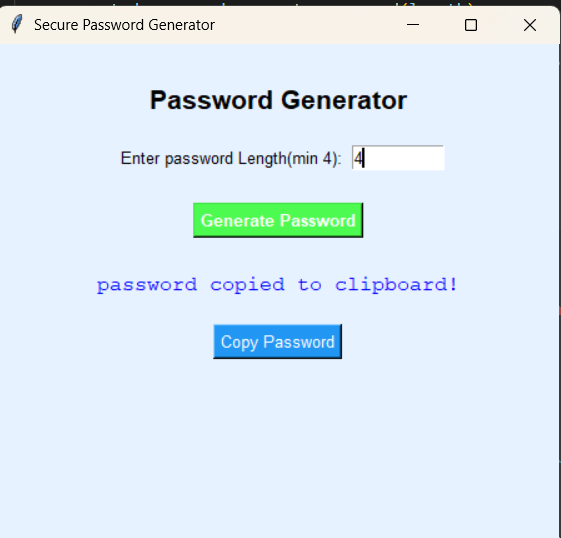 Secure Password Generator
Password Generator
Enter password Length(min 4): 4
Generate Password
password copied to clipboard!
Copy Password